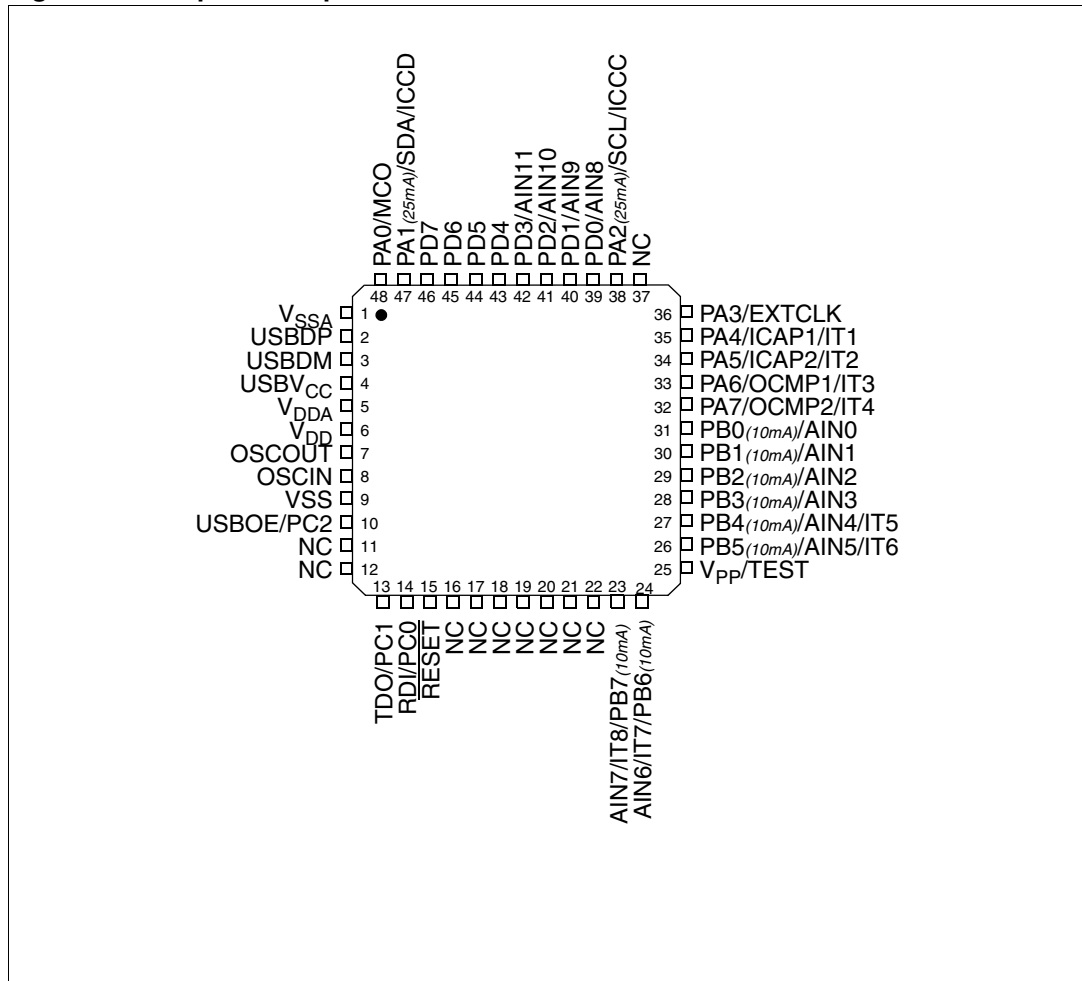 PA0/MCO
PA1(25mA)/SDA/ICCD
PD7
PD6
PD5
PD4
PD3/AIN11
PD2/AIN10
PD1/AIN9
PD0/AIN8
PA2(25mA)/SCL/ICCC
NC
48 47 46 45 44 43 42 41 40 39 38 37
VSSA 1
USBDP 2
USBDM 3
USBVCC 4
VDDA 5
VDD 6
OSCOUT 7
OSCIN 8
VSS 9
USBOE/PC2 10
NC 11
NC 12
36 PA3/EXTCLK
35 PA4/ICAP1/IT1
34 PA5/ICAP2/IT2
33 PA6/OCMP1/IT3
32 PA7/OCMP2/IT4
31 PB0(10mA)/AIN0
30 PB1(10mA)/AIN1
29 PB2(10mA)/AIN2
28 PB3(10mA)/AIN3
27 PB4(10mA)/AIN4/IT5
26 PB5(10mA)/AIN5/IT6
25 VPP/TEST
13 14 15 16 17 18 19 20 21 22 23 24
TDO/PC1
RDI/PC0
RESET
NC
NC
NC
NC
NC
NC
NC
AIN7/IT8/PB7(10mA)
AIN6/IT7/PB6(10mA)